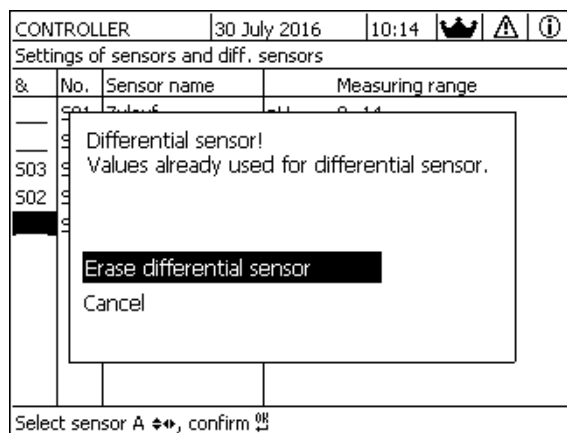 CONTROLLER 30 July 2016 10:14
Settings of sensors and diff. sensors
& No. Sensor name Measuring range
Differential sensor!
S03 Values already used for differential sensor.
S02
Erase differential sensor
Cancel
Select sensor A , confirm OK